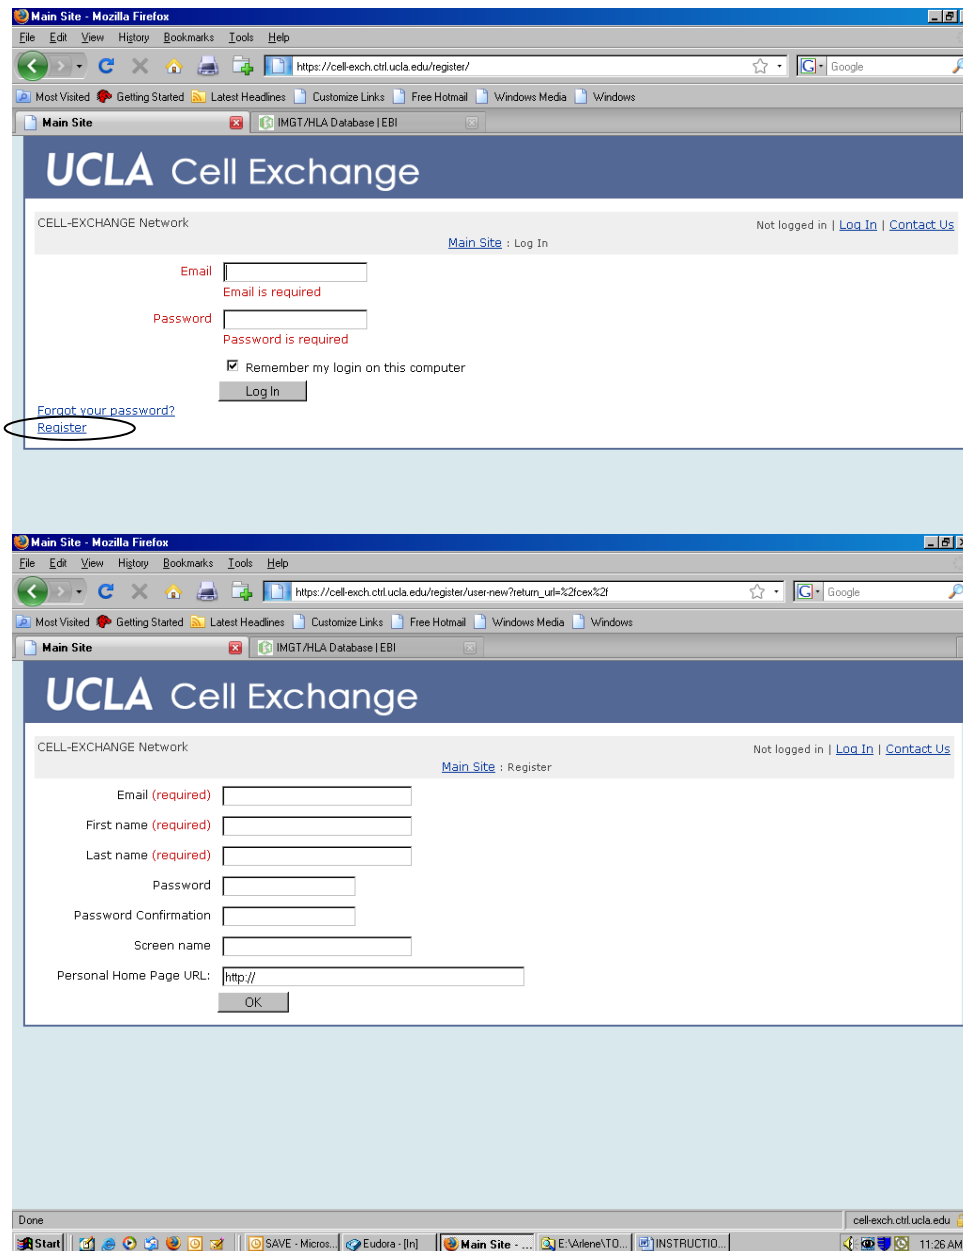 Main Site - Mozilla Firefox
File Edit View History Bookmarks Tools Help
https://cell-exch.ctrl.ucla.edu/register/
G Google
Most Visited Getting Started Latest Headlines Customize Links Free Hotmail Windows Media Windows
Main Site IMGT/HLA Database | EBI
UCLA Cell Exchange
CELL-EXCHANGE Network
Not logged in | Log In | Contact Us
Main Site : Log In
Email
Email is required
Password
Password is required
Remember my login on this computer
Log In
Forgot your password?
Register
Main Site - Mozilla Firefox
File Edit View History Bookmarks Tools Help
https://cell-exch.ctrl.ucla.edu/register/user-new?return_url=%2fcex%2f
G Google
Most Visited Getting Started Latest Headlines Customize Links Free Hotmail Windows Media Windows
Main Site IMGT/HLA Database | EBI
UCLA Cell Exchange
CELL-EXCHANGE Network
Not logged in | Log In | Contact Us
Main Site : Register
Email (required)
First name (required)
Last name (required)
Password
Password Confirmation
Screen name
Personal Home Page URL: http://
OK
Done cell-exch.ctrl.ucla.edu
Start SAVE - Micros... Eudora - [In] Main Site - ... E:\Arlene\TO... INSTRUCTIO... 11:26 AM